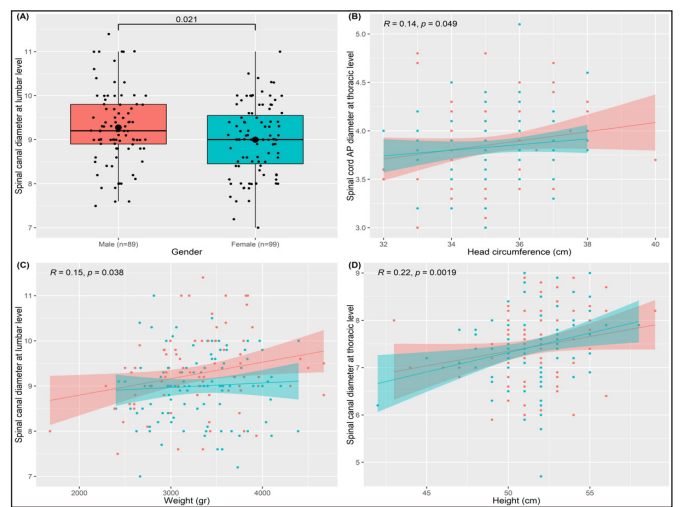 (A)
0.021
Spinal canal diameter at lumbar level
11
10
9
8
7
Male (n=89)
Female (n=99)
Gender
(B)
R = 0.14, p = 0.049
Spinal cord AP diameter at thoracic level
5.0
4.5
4.0
3.5
3.0
32
34
36
38
40
Head circumference (cm)
(C)
R = 0.15, p = 0.038
Spinal canal diameter at lumbar level
11
10
9
8
7
2000
3000
4000
Weight (gr)
(D)
R = 0.22, p = 0.0019
Spinal canal diameter at thoracic level
9
8
7
6
5
45
50
55
Height (cm)